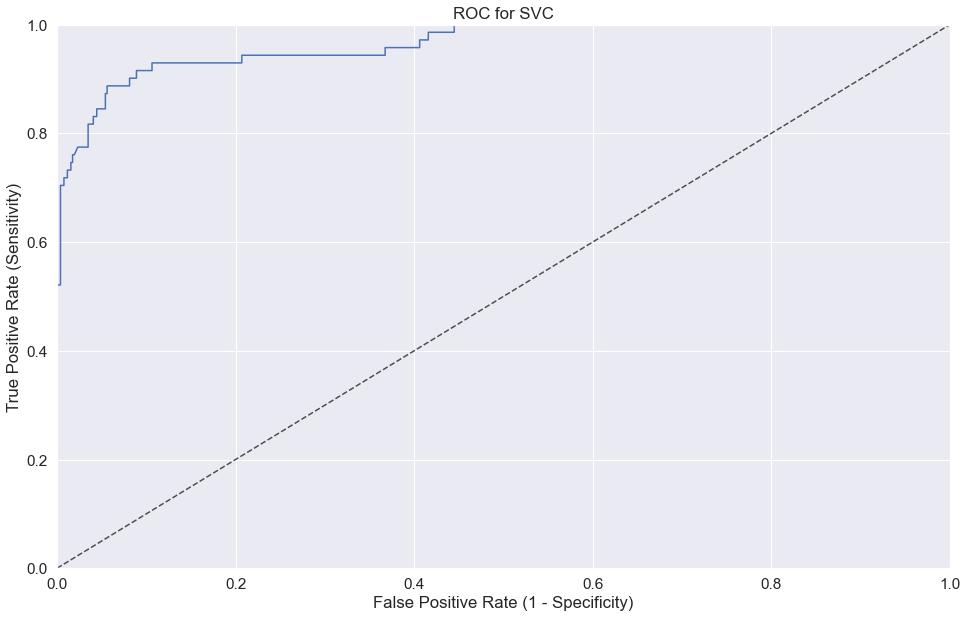 ROC for SVC
True Positive Rate (Sensitivity)
1.0
0.8
0.6
0.4
0.2
0.0
0.0 0.2 0.4 0.6 0.8 1.0
False Positive Rate (1 - Specificity)